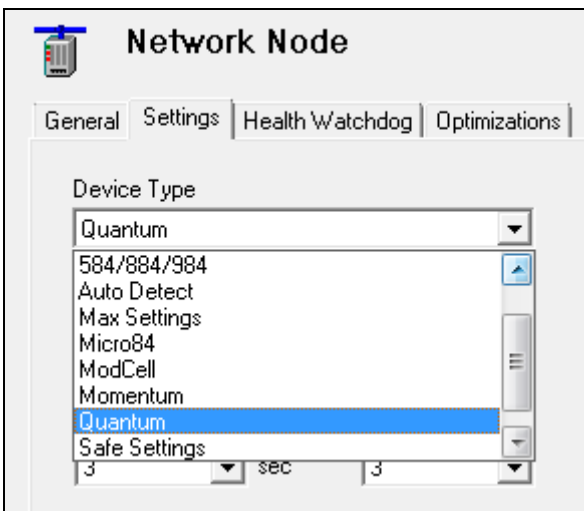 Network Node
General Settings Health Watchdog Optimizations
Device Type
Quantum
584/884/984
Auto Detect
Max Settings
Micro84
ModCell
Momentum
Quantum
Safe Settings
3 sec 3